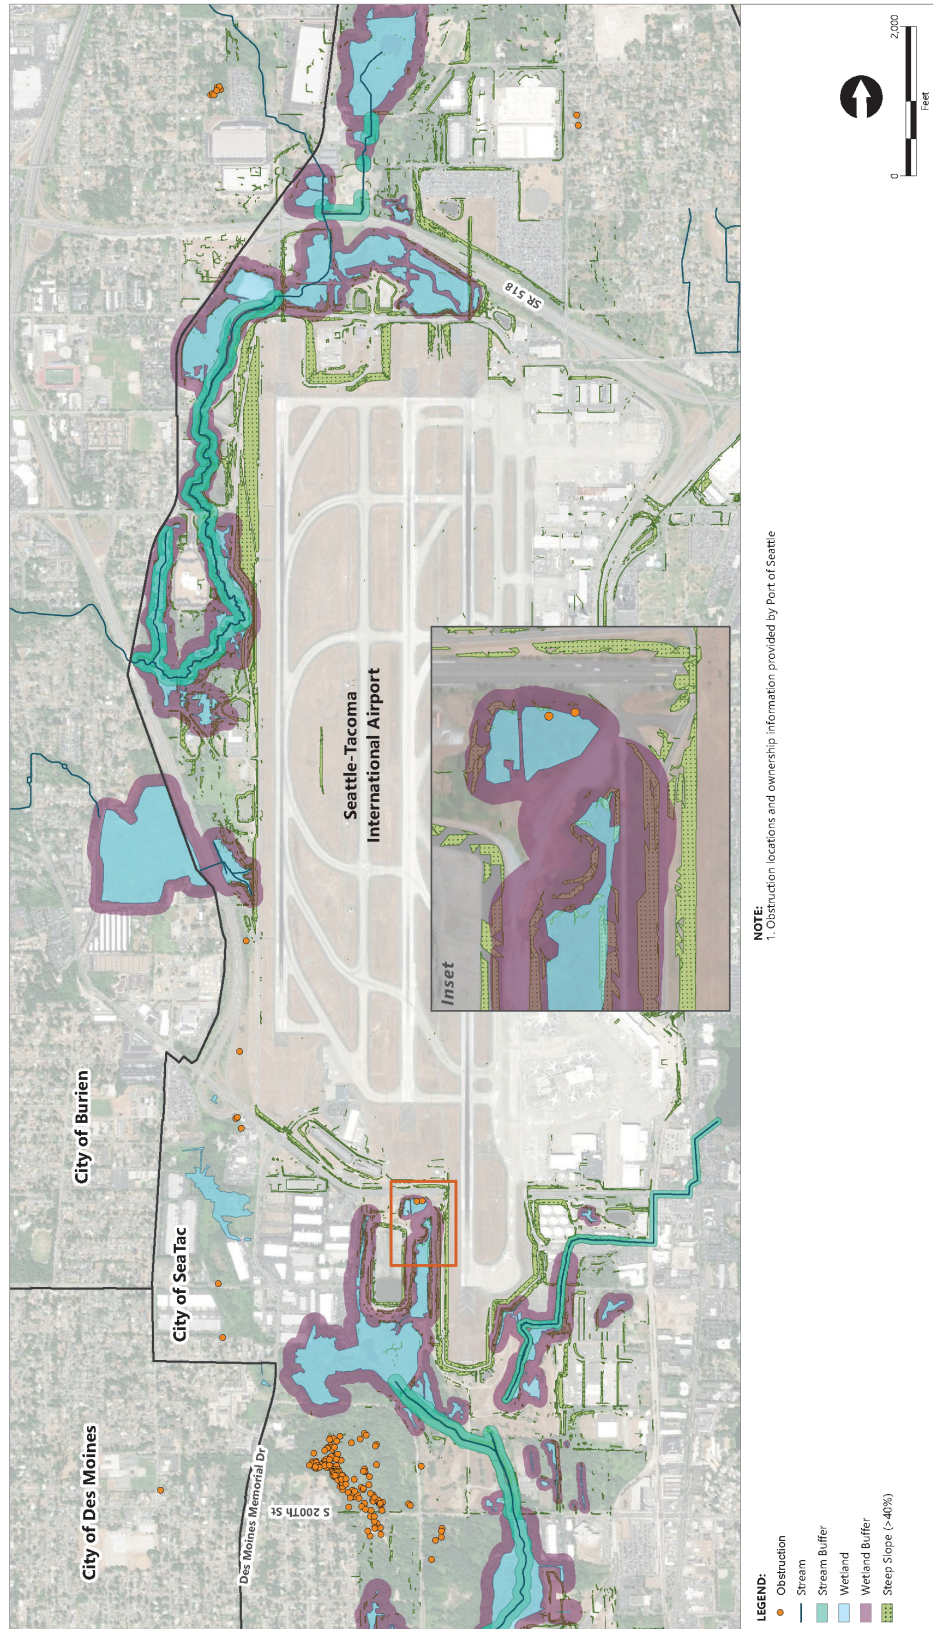 City of Des Moines
City of SeaTac
City of Burien
Des Moines Memorial Dr
S 200Th St
Seattle-Tacoma
International Airport
SR 518
Inset
LEGEND:
Obstruction
Stream
Stream Buffer
Wetland
Wetland Buffer
Steep Slope (>40%)
NOTE:
1. Obstruction locations and ownership information provided by Port of Seattle
0 2,000
Feet